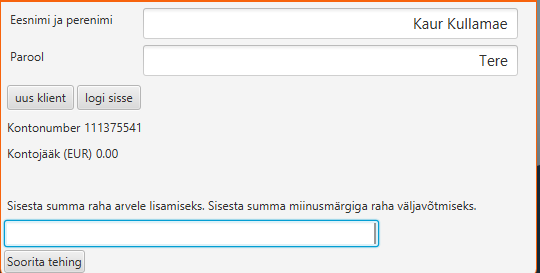 Eesnimi ja perenimi Kaur Kullamae
Parool Tere
uus klient logi sisse
Kontonumber 111375541
Kontojääk (EUR) 0.00
Sisesta summa raha arvele lisamiseks. Sisesta summa miinusmärgiga raha väljavõtmiseks.
Soorita tehing